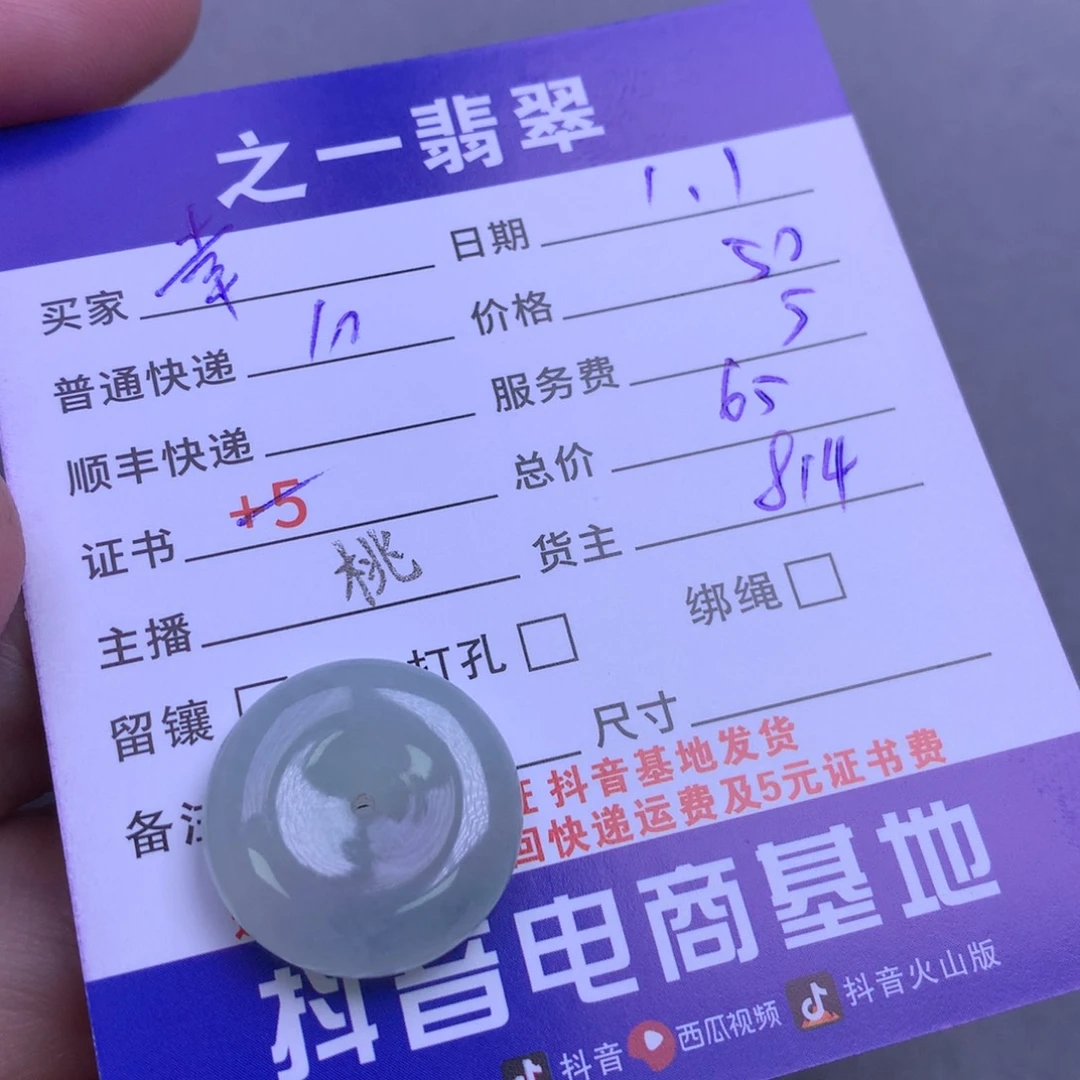 之一翡翠
买家 幸 日期 1.1
普通快递 10 价格 50
顺丰快递 服务费 5
证书 +5 总价 65
主播 桃 货主 814
留镶 打孔 绑绳
备注 尺寸
抖音基地发货
回快递运费及5元证书费
抖音电商基地
抖音 西瓜视频 抖音火山版